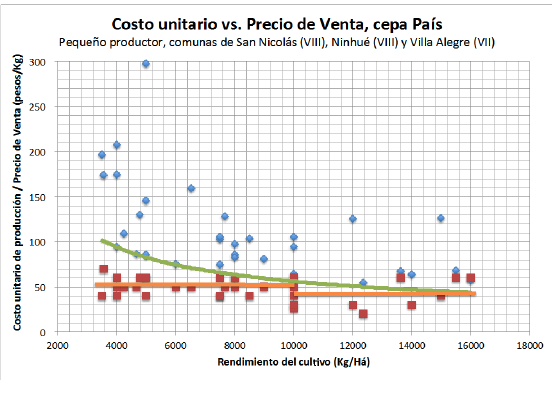 Costo unitario vs. Precio de Venta, cepa País
Pequeño productor, comunas de San Nicolás (VIII), Ninhué (VIII) y Villa Alegre (VII)
Costo unitario de producción / Precio de Venta (pesos/Kg)
300
250
200
150
100
50
0
2000 4000 6000 8000 10000 12000 14000 16000 18000
Rendimiento del cultivo (Kg/Há)